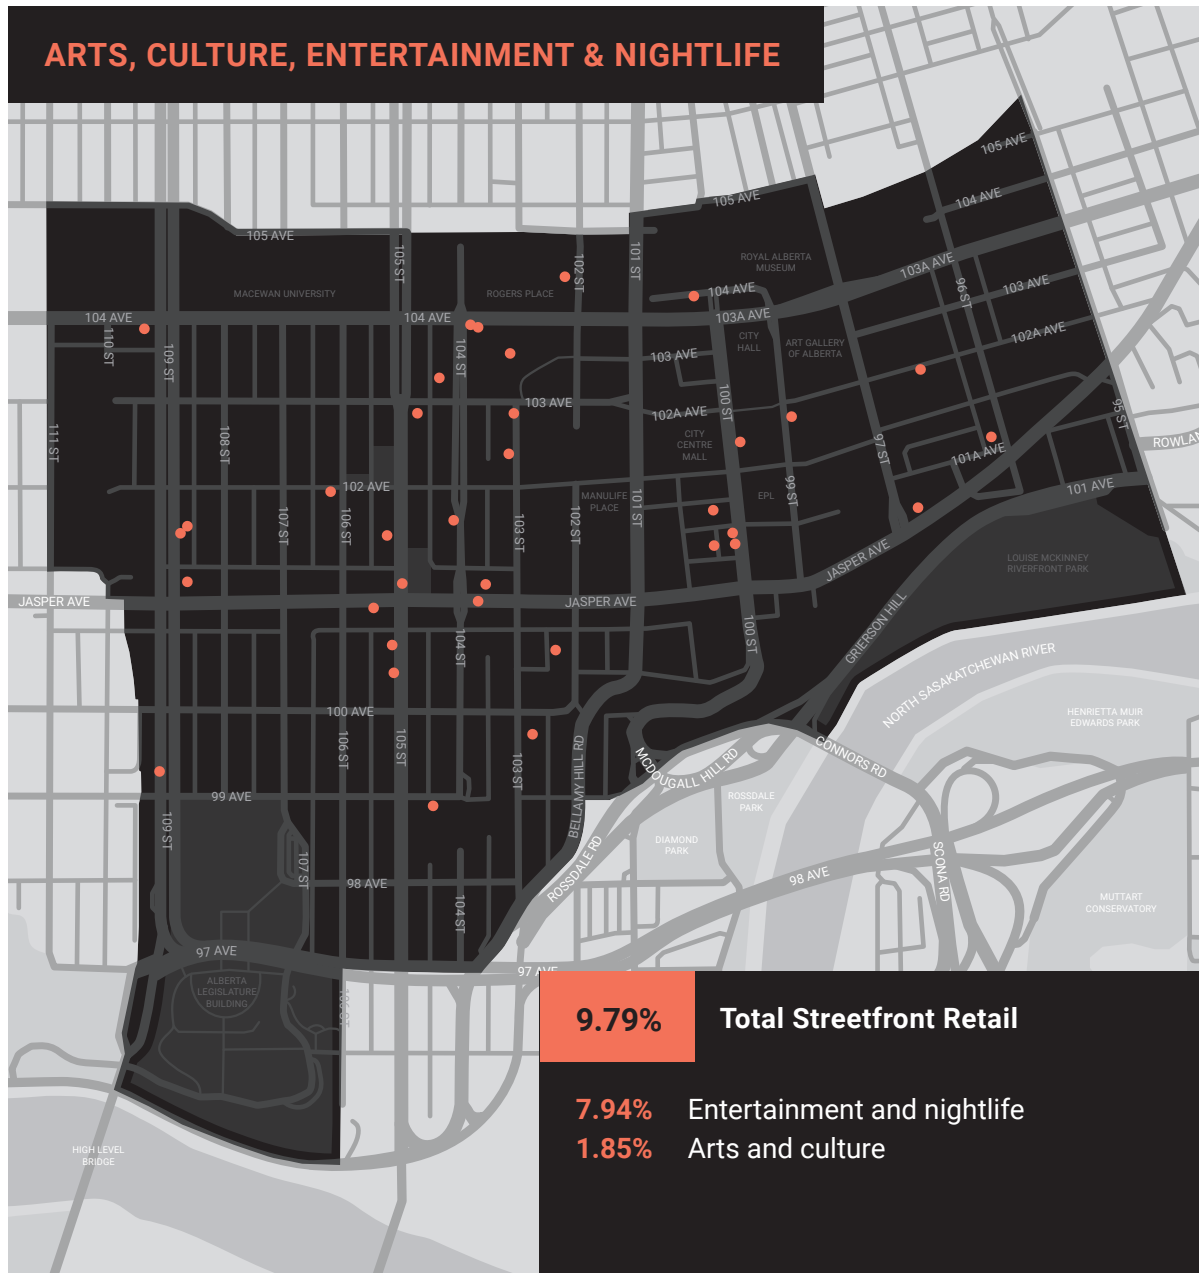 ARTS, CULTURE, ENTERTAINMENT & NIGHTLIFE
105 AVE
104 AVE
105 AVE
105 AVE
105 ST
102 ST
101 ST
ROYAL ALBERTA
MUSEUM
103A AVE
96 ST
103 AVE
MACEWAN UNIVERSITY
ROGERS PLACE
104 AVE
104 AVE
104 AVE
103A AVE
110 ST
109 ST
104 ST
CITY
HALL
ART GALLERY
OF ALBERTA
102A AVE
103 AVE
103 AVE
100 ST
102A AVE
95 ST
111 ST
108 ST
CITY
CENTRE
MALL
97 ST
101A AVE
ROWLAN
102 AVE
MANULIFE
PLACE
101 ST
EPL
99 ST
101 AVE
107 ST
106 ST
103 ST
102 ST
JASPER AVE
LOUISE MCKINNEY
RIVERFRONT PARK
JASPER AVE
JASPER AVE
GRIERSON HILL
104 ST
100 ST
NORTH SASAKATCHEWAN RIVER
100 AVE
HENRIETTA MUIR
EDWARDS PARK
106 ST
105 ST
103 ST
BELLAMY HILL RD
MCDOUGALL HILL RD
CONNORS RD
99 AVE
ROSSDALE
PARK
109 ST
DIAMOND
PARK
107 ST
98 AVE
ROSSDALE RD
98 AVE
SCONA RD
104 ST
MUTTART
CONSERVATORY
97 AVE
97 AVE
ALBERTA
LEGISLATURE
BUILDING
9.79% Total Streetfront Retail
7.94% Entertainment and nightlife
1.85% Arts and culture
HIGH LEVEL
BRIDGE